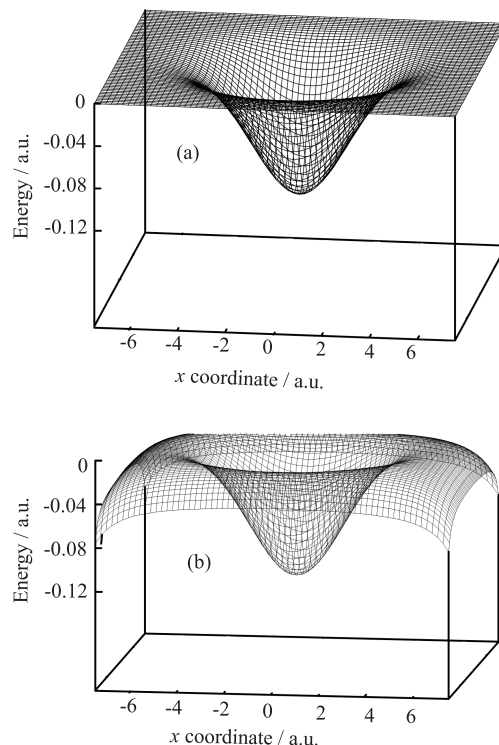 0
-0.04
-0.08
-0.12
Energy / a.u.
(a)
-6 -4 -2 0 2 4 6
x coordinate / a.u.
0
-0.04
-0.08
-0.12
Energy / a.u.
(b)
-6 -4 -2 0 2 4 6
x coordinate / a.u.